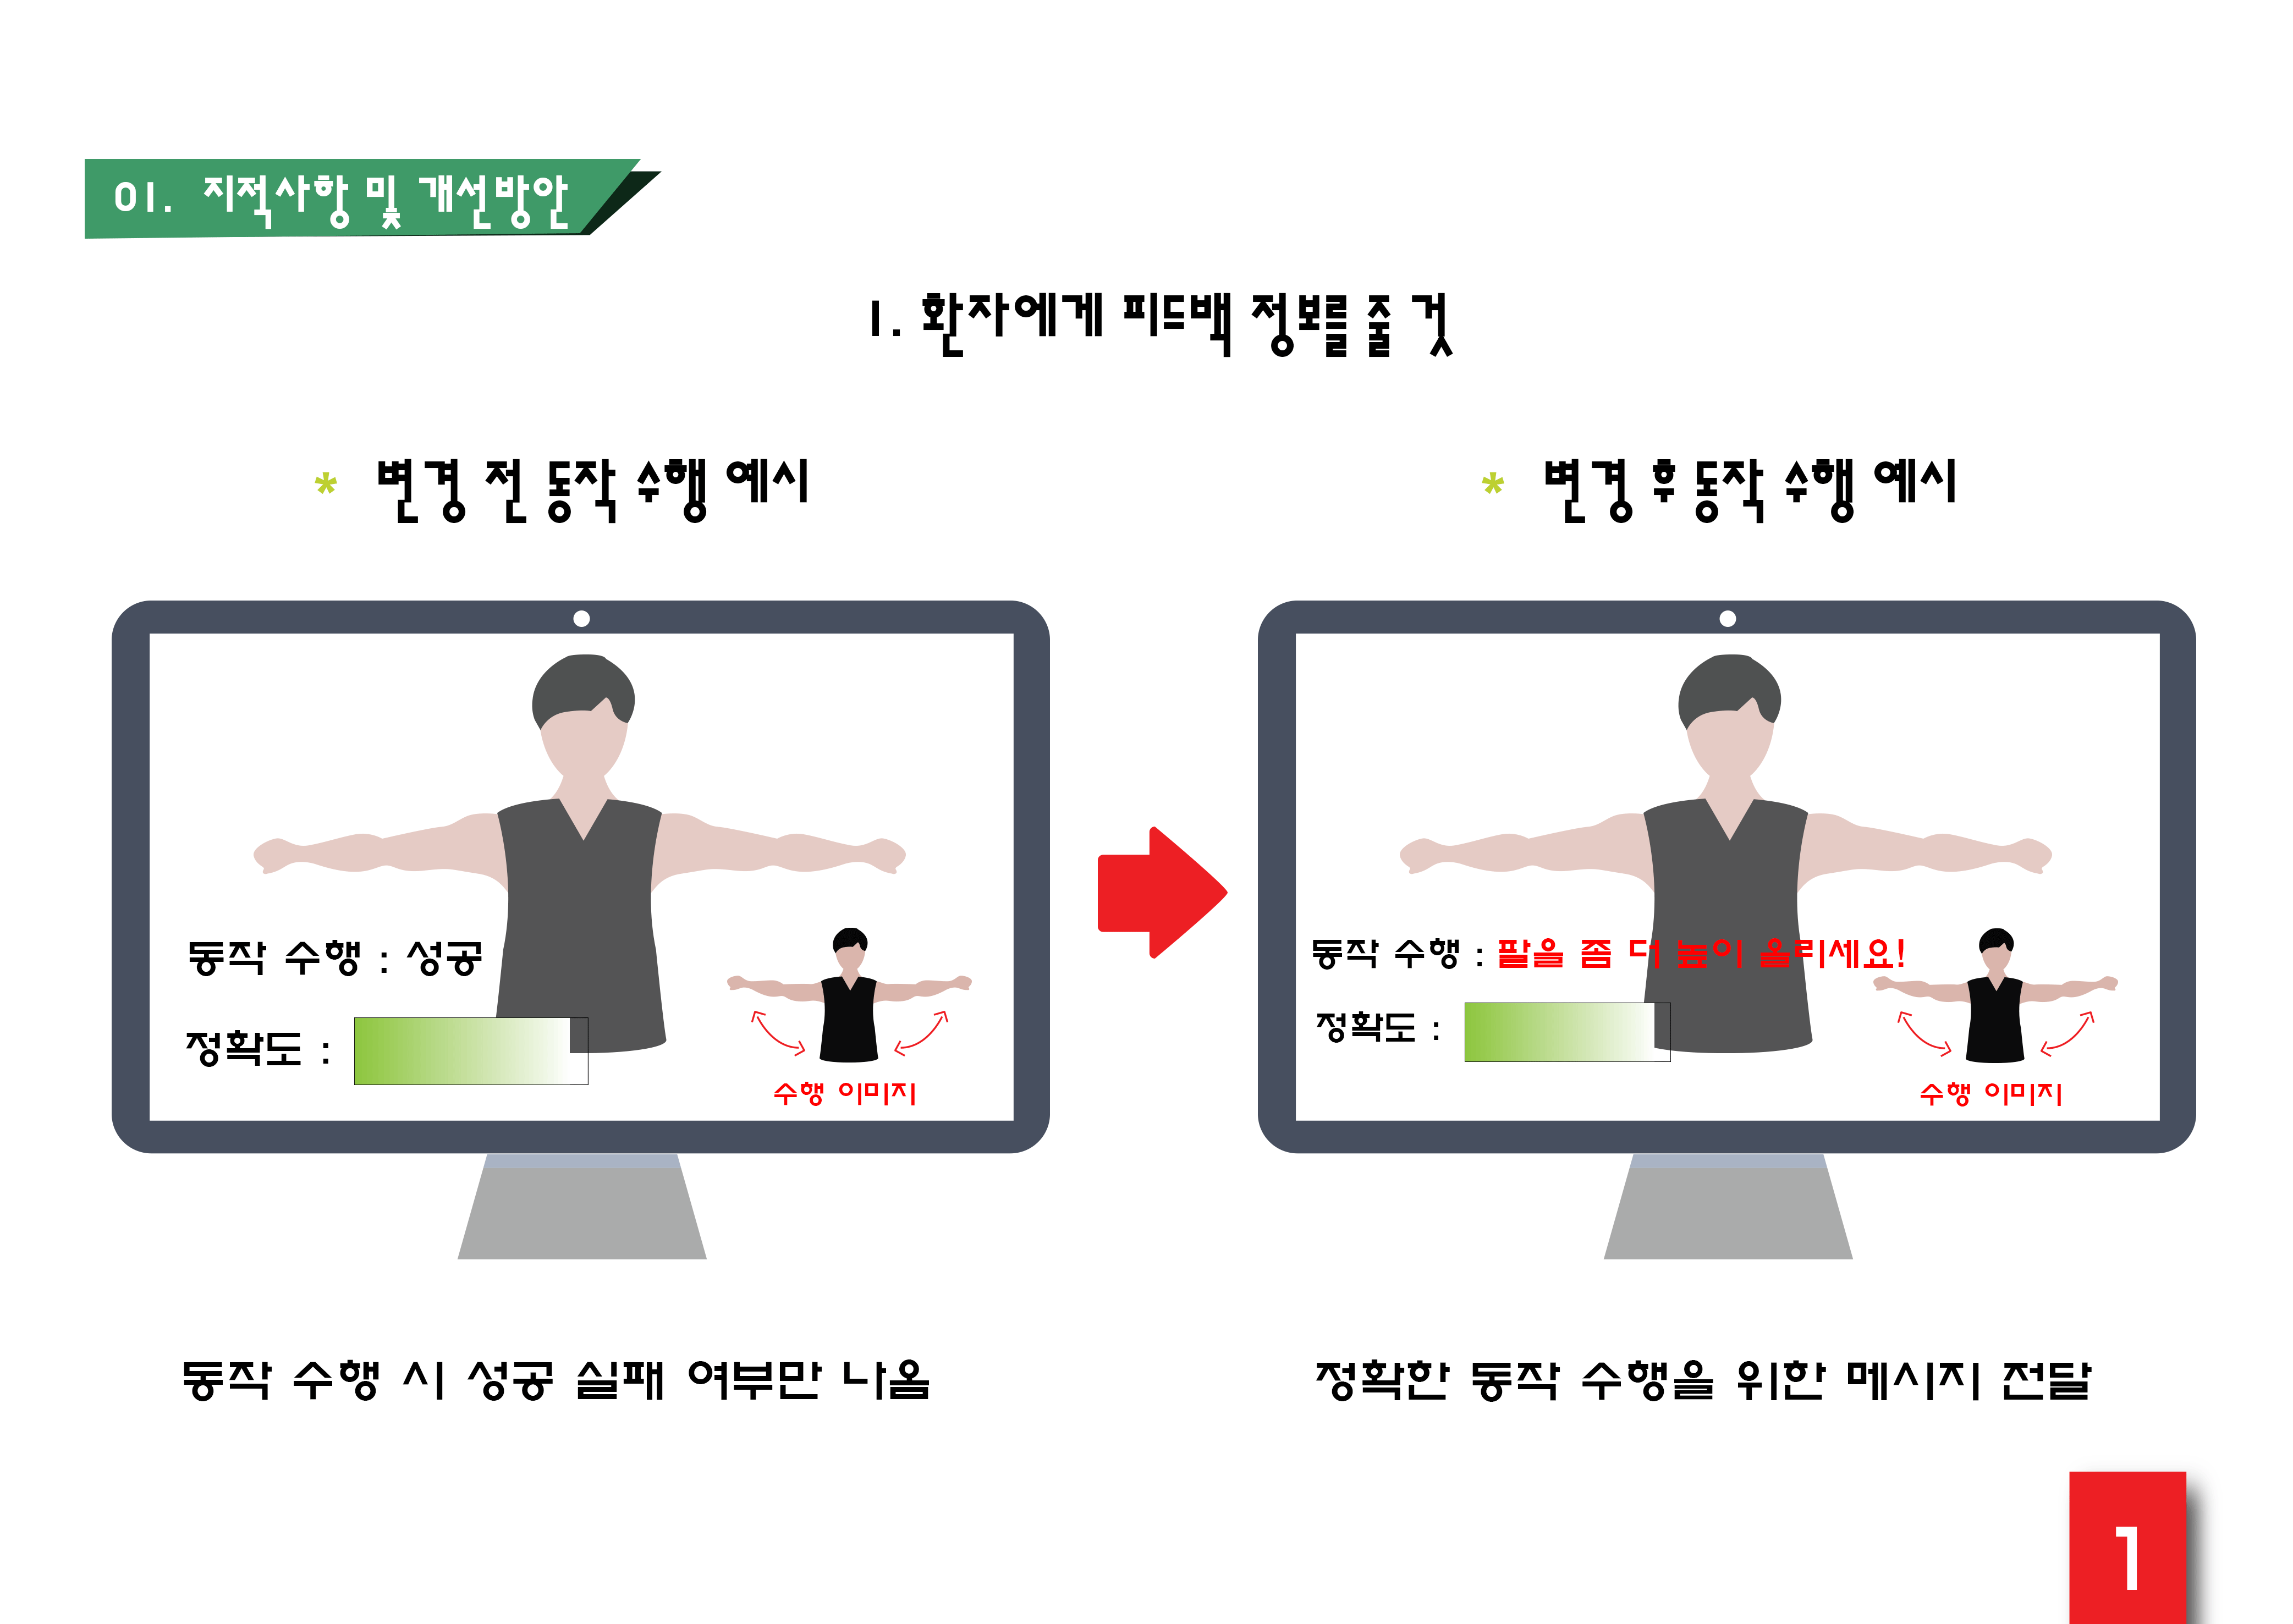 01. 지적사항 및 개선방안
1. 환자에게 피드백 정보를 줄 것
* 변경 전 동작 수행 예시
* 변경 후 동작 수행 예시
동작 수행 : 성공
정확도 :
수행 이미지
동작 수행 : 팔을 좀 더 높이 올리세요!
정확도 :
수행 이미지
동작 수행 시 성공 실패 여부만 나옴
정확한 동작 수행을 위한 메시지 전달
1